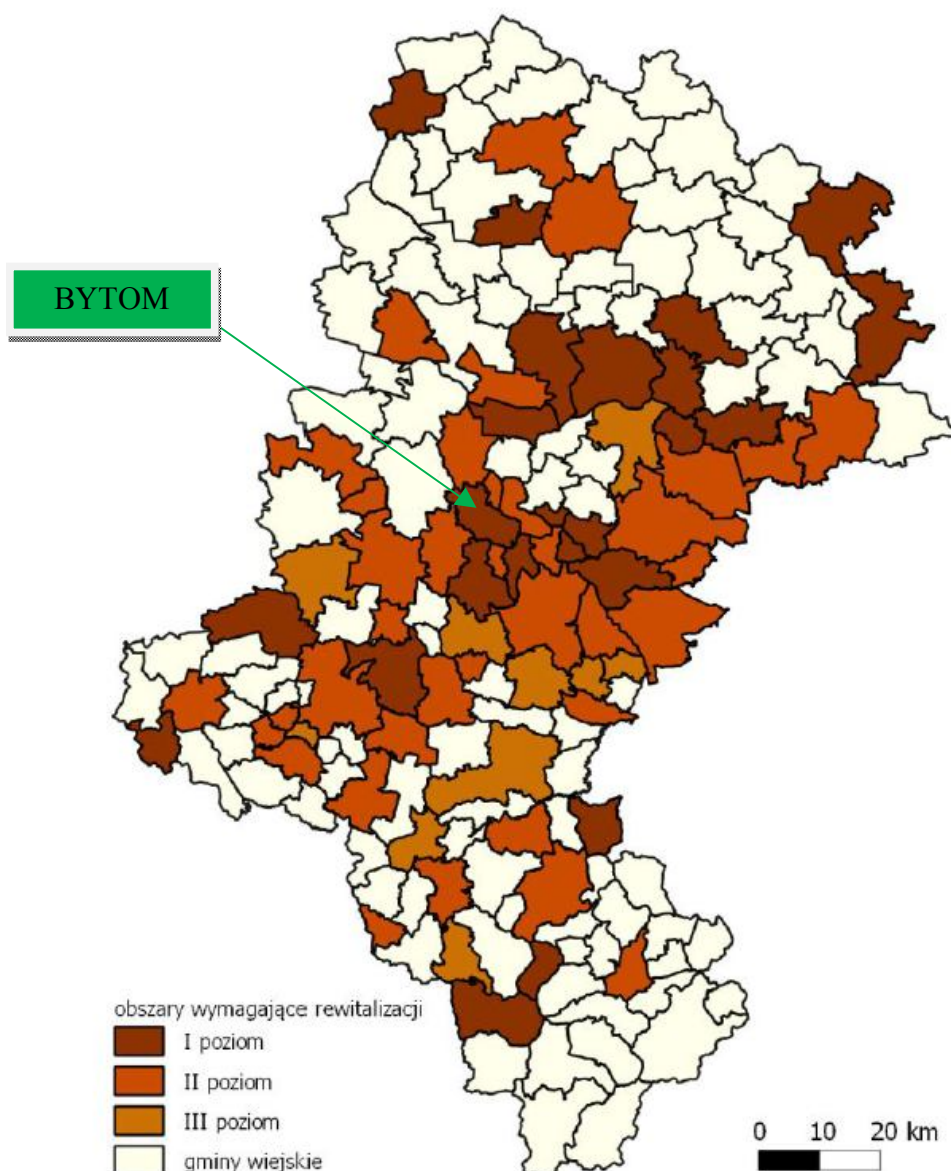 BYTOM
obszary wymagające rewitalizacji
I poziom
II poziom
III poziom
gminy wiejskie
0 10 20 km